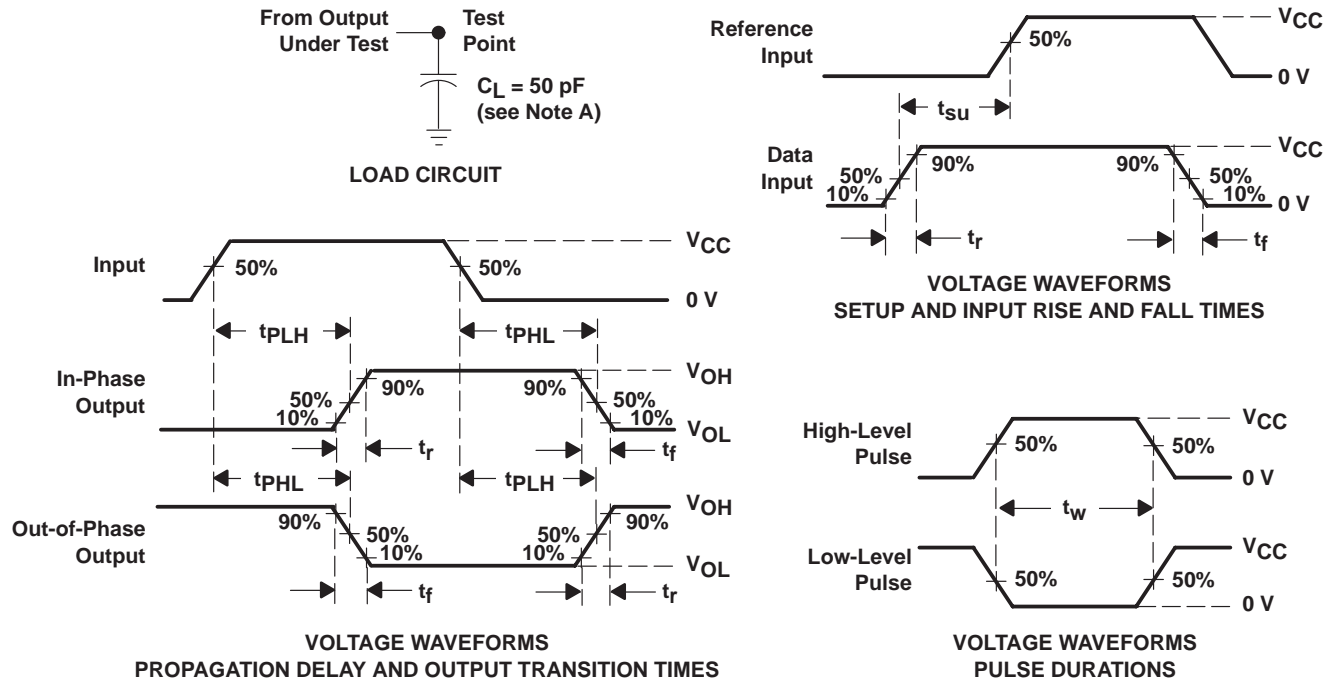 From Output
Under Test
Test
Point
CL = 50 pF
(see Note A)
LOAD CIRCUIT
Reference
Input
50%
VCC
0 V
tsu
Data
Input
50%
10%
90%
90%
50%
10%
VCC
0 V
tr
tf
VOLTAGE WAVEFORMS
SETUP AND INPUT RISE AND FALL TIMES
Input
50%
50%
VCC
0 V
tPLH
tPHL
In-Phase
Output
50%
10%
90%
90%
50%
10%
VOH
VOL
tr
tf
tPHL
tPLH
Out-of-Phase
Output
90%
50%
10%
50%
10%
90%
VOH
VOL
tf
tr
VOLTAGE WAVEFORMS
PROPAGATION DELAY AND OUTPUT TRANSITION TIMES
High-Level
Pulse
50%
50%
VCC
0 V
tw
Low-Level
Pulse
50%
50%
VCC
0 V
VOLTAGE WAVEFORMS
PULSE DURATIONS